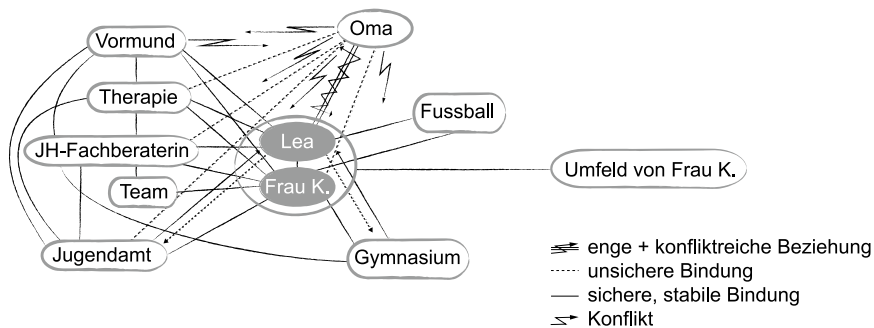 Oma
Vormund
Therapie
Fussball
Lea
JH-Fachberaterin
Umfeld von Frau K.
Team
Frau K.
Jugendamt
Gymnasium
enge + konfliktreiche Beziehung
unsichere Bindung
sichere, stabile Bindung
Konflikt